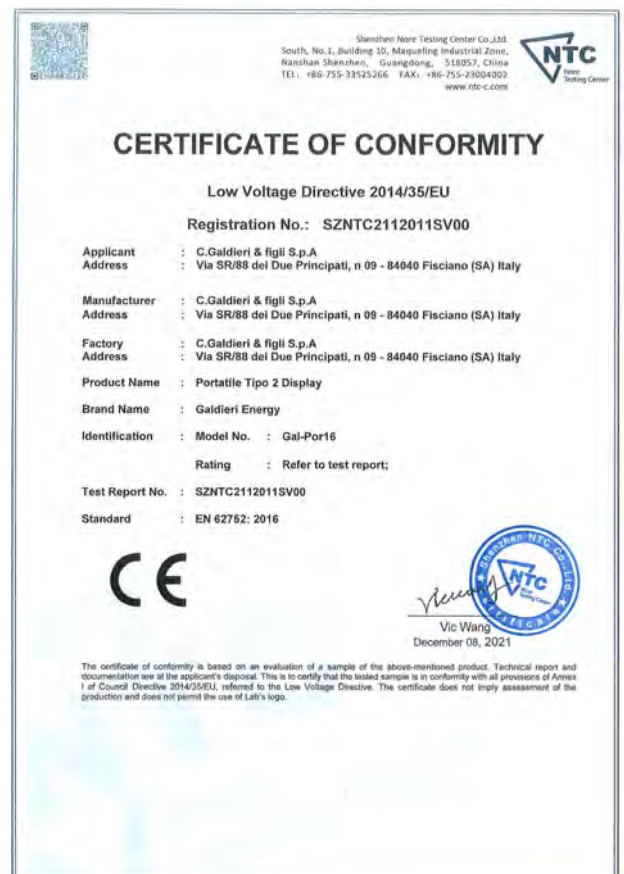 Shenzhen Nore Testing Center Co.,Ltd.
South, No.1, Building 10, Maqueling Industrial Zone,
Nanshan Shenzhen, Guangdong, 518057, China
TEL: +86-755-33525266 FAX: +86-755-23004002
www.ntc-c.com
NTC
Nore
Testing Center
CERTIFICATE OF CONFORMITY
Low Voltage Directive 2014/35/EU
Registration No.: SZNTC2112011SV00
Applicant : C.Galdieri & figli S.p.A
Address : Via SR/88 dei Due Principati, n 09 - 84040 Fisciano (SA) Italy
Manufacturer : C.Galdieri & figli S.p.A
Address : Via SR/88 dei Due Principati, n 09 - 84040 Fisciano (SA) Italy
Factory : C.Galdieri & figli S.p.A
Address : Via SR/88 dei Due Principati, n 09 - 84040 Fisciano (SA) Italy
Product Name : Portatile Tipo 2 Display
Brand Name : Galdieri Energy
Identification : Model No. : Gal-Por16
Rating : Refer to test report;
Test Report No. : SZNTC2112011SV00
Standard : EN 62752: 2016
CE
Shenzhen NTC Co.,Ltd.
NTC
Vic Wang
December 08, 2021
The certificate of conformity is based on an evaluation of a sample of the above-mentioned product. Technical report and
documentation are at the applicant's disposal. This is to certify that the tested sample is in conformity with all provisions of Annex
I of Council Directive 2014/35/EU, referred to the Low Voltage Directive. The certificate does not imply assessment of the
production and does not permit the use of Lab's logo.